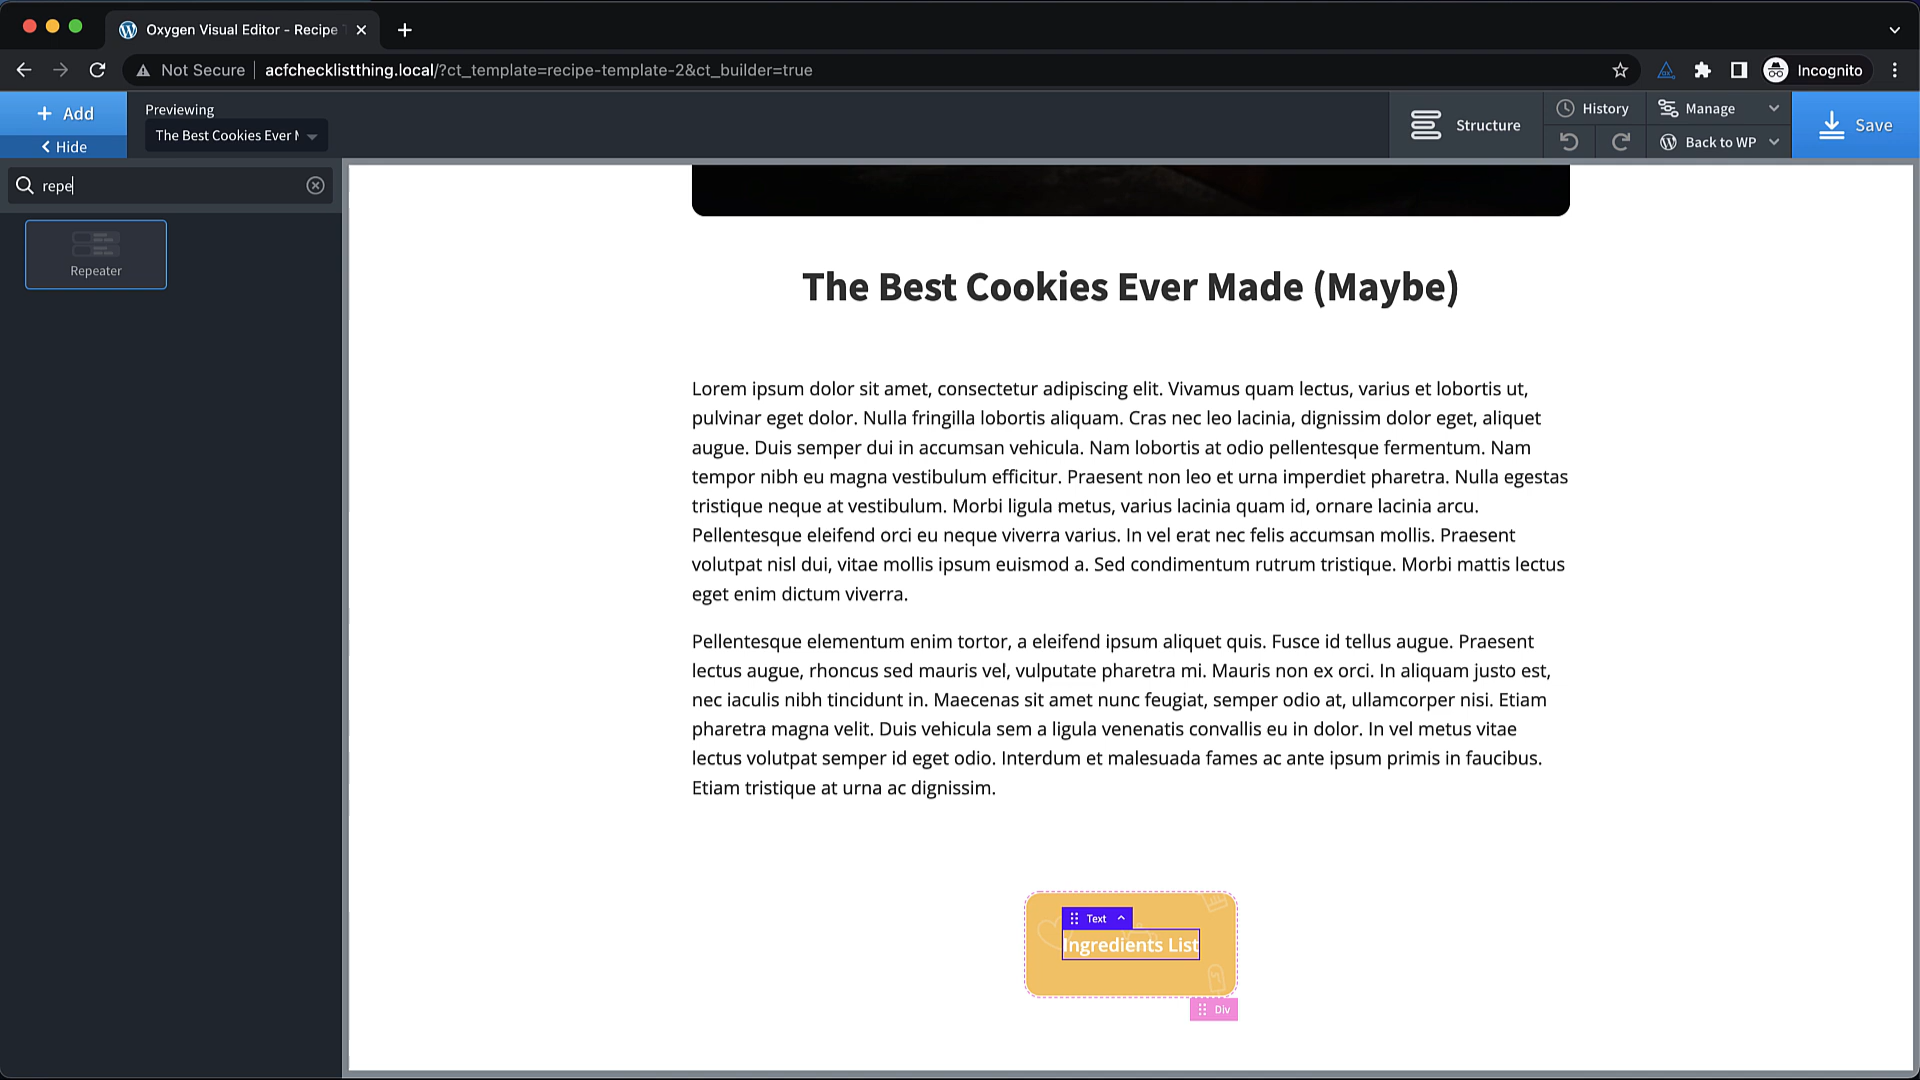 Oxygen Visual Editor - Recipe
Not Secure
acfchecklistthing.local/?ct_template=recipe-template-2&ct_builder=true
Incognito
+ Add
Hide
Previewing
The Best Cookies Ever
Structure
History
Manage
Back to WP
Save
repe
Repeater
The Best Cookies Ever Made (Maybe)
Lorem ipsum dolor sit amet, consectetur adipiscing elit. Vivamus quam lectus, varius et lobortis ut,
pulvinar eget dolor. Nulla fringilla lobortis aliquam. Cras nec leo lacinia, dignissim dolor eget, aliquet
augue. Duis semper dui in accumsan vehicula. Nam lobortis at odio pellentesque fermentum. Nam
tempor nibh eu magna vestibulum efficitur. Praesent non leo et urna imperdiet pharetra. Nulla egestas
tristique neque at vestibulum. Morbi ligula metus, varius lacinia quam id, ornare lacinia arcu.
Pellentesque eleifend orci eu neque viverra varius. In vel erat nec felis accumsan mollis. Praesent
volutpat nisl dui, vitae mollis ipsum euismod a. Sed condimentum rutrum tristique. Morbi mattis lectus
eget enim dictum viverra.
Pellentesque elementum enim tortor, a eleifend ipsum aliquet quis. Fusce id tellus augue. Praesent
lectus augue, rhoncus sed mauris vel, vulputate pharetra mi. Mauris non ex orci. In aliquam justo est,
nec iaculis nibh tincidunt in. Maecenas sit amet nunc feugiat, semper odio at, ullamcorper nisi. Etiam
pharetra magna velit. Duis vehicula sem a ligula venenatis convallis eu in dolor. In vel metus vitae
lectus volutpat semper id eget odio. Interdum et malesuada fames ac ante ipsum primis in faucibus.
Etiam tristique at urna ac dignissim.
Text
Ingredients List
Div